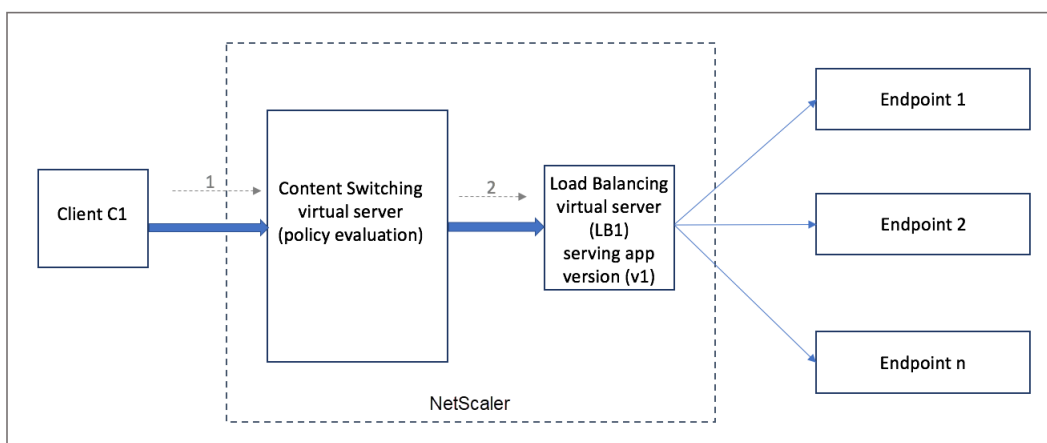 Client C1
1
Content Switching
virtual server
(policy evaluation)
2
Load Balancing
virtual server
(LB1)
serving app
version (v1)
Endpoint 1
Endpoint 2
Endpoint n
NetScaler